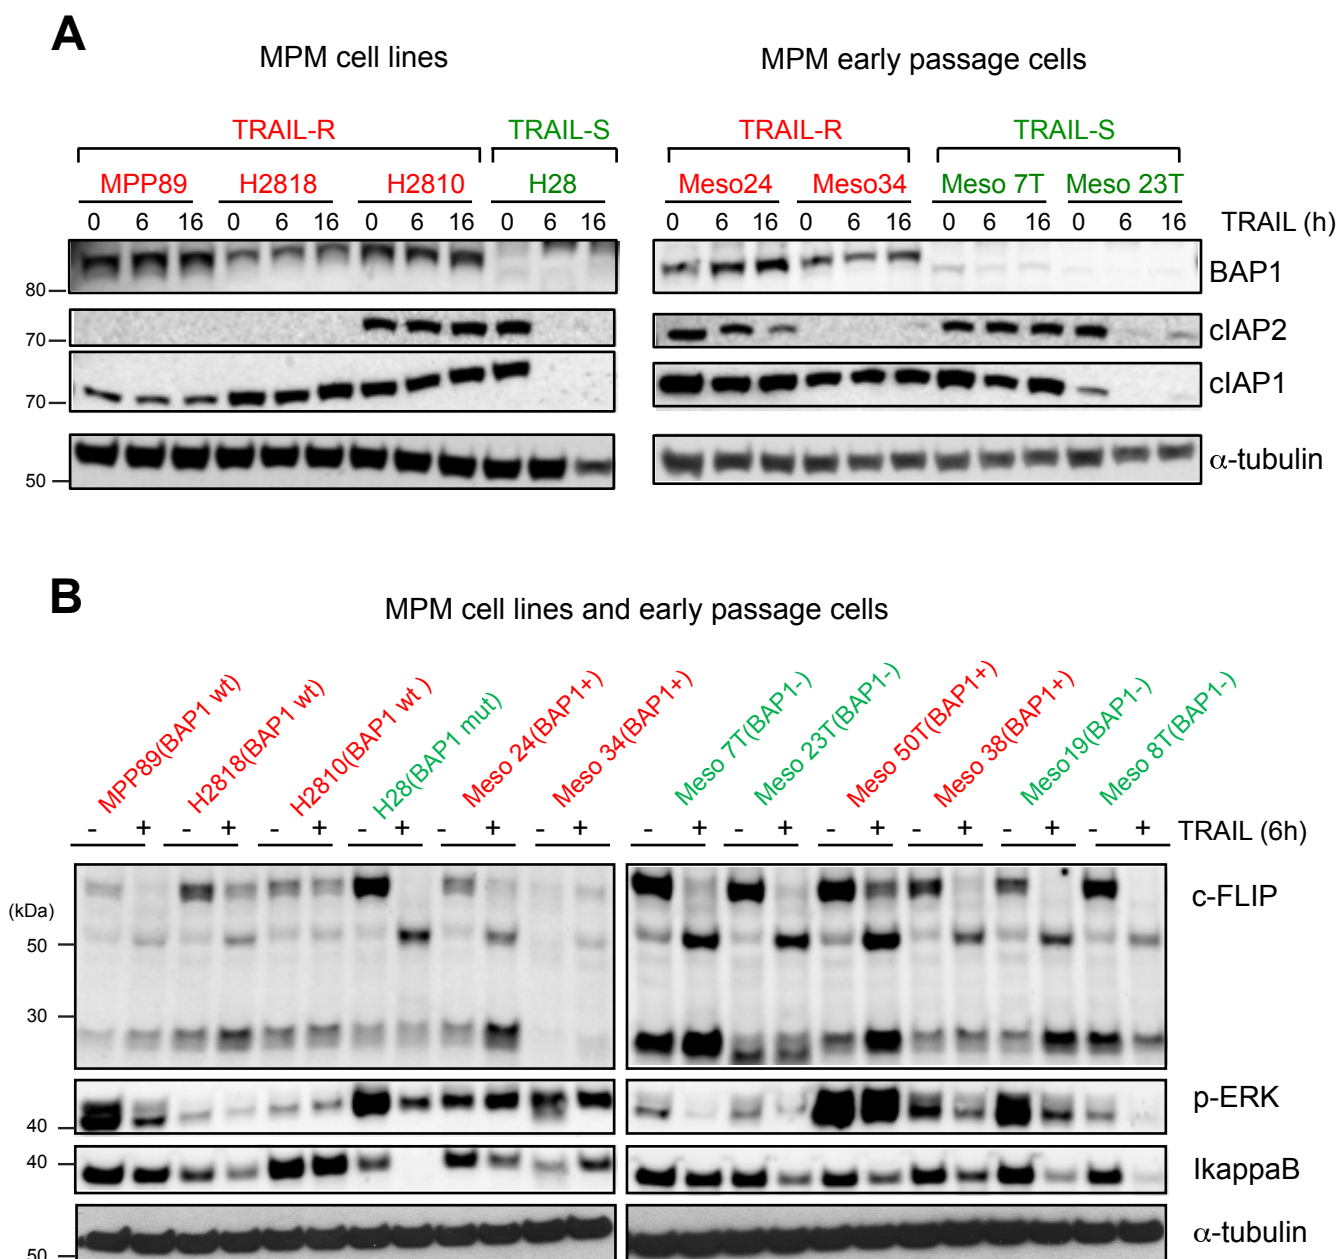 A
MPM cell lines
MPM early passage cells
TRAIL-R TRAIL-S TRAIL-R TRAIL-S
MPP89 H2818 H2810 H28 Meso24 Meso34 Meso 7T Meso 23T
0 6 16 0 6 16 0 6 16 0 6 16 0 6 16 0 6 16 0 6 16 0 6 16 TRAIL (h)
BAP1
80
cIAP2
70
cIAP1
70
α-tubulin
50
B
MPM cell lines and early passage cells
MPP89(BAP1 wt)
H2818(BAP1 wt)
H2810(BAP1 wt )
H28(BAP1 mut)
Meso 24(BAP1+)
Meso 34(BAP1+)
Meso 7T(BAP1-)
Meso 23T(BAP1-)
Meso 50T(BAP1+)
Meso 38(BAP1+)
Meso19(BAP1-)
Meso 8T(BAP1-)
- + - + - + - + - + - + - + - + - + - + - + - + TRAIL (6h)
c-FLIP
(kDa)
50
30
p-ERK
40
40
IkappaB
α-tubulin
50